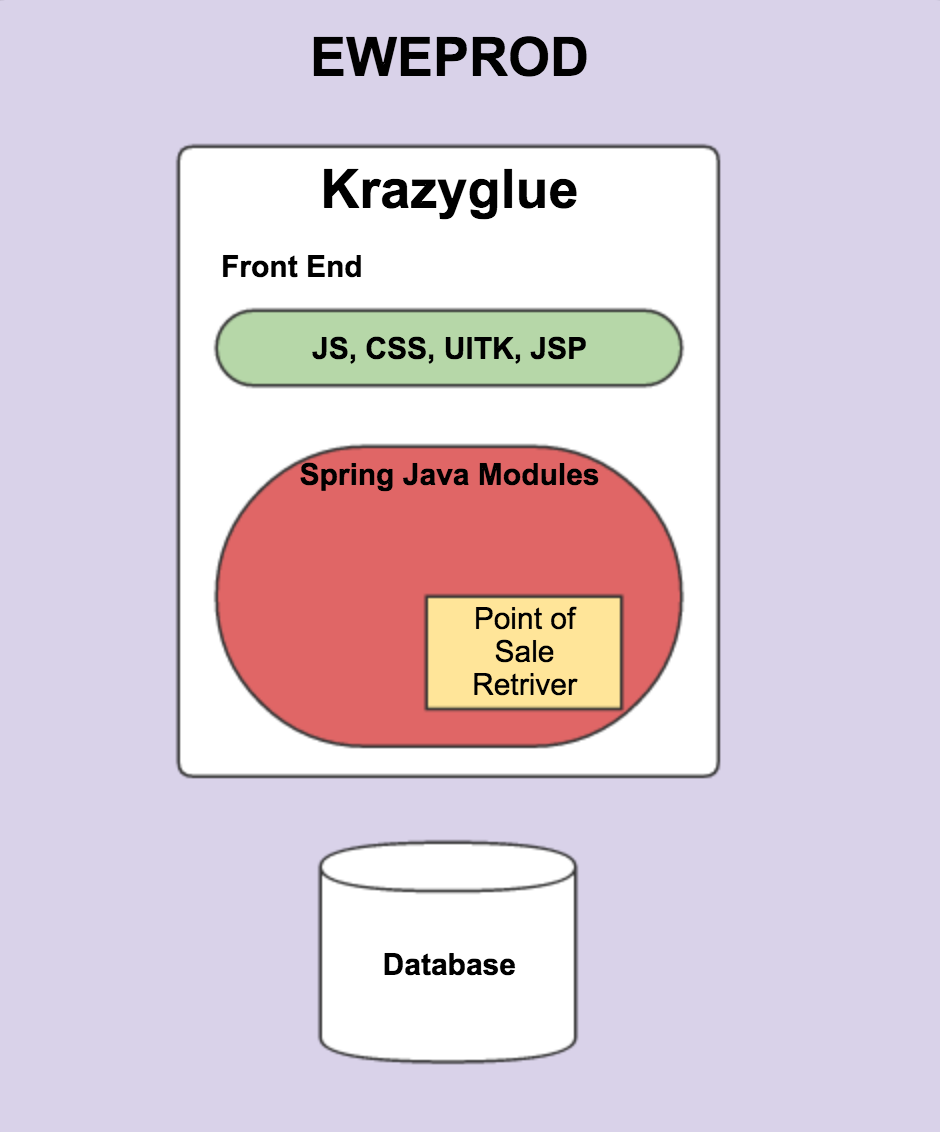 EWEPROD
Krazyglue
Front End
JS, CSS, UITK, JSP
Spring Java Modules
Point of
Sale
Retriver
Database